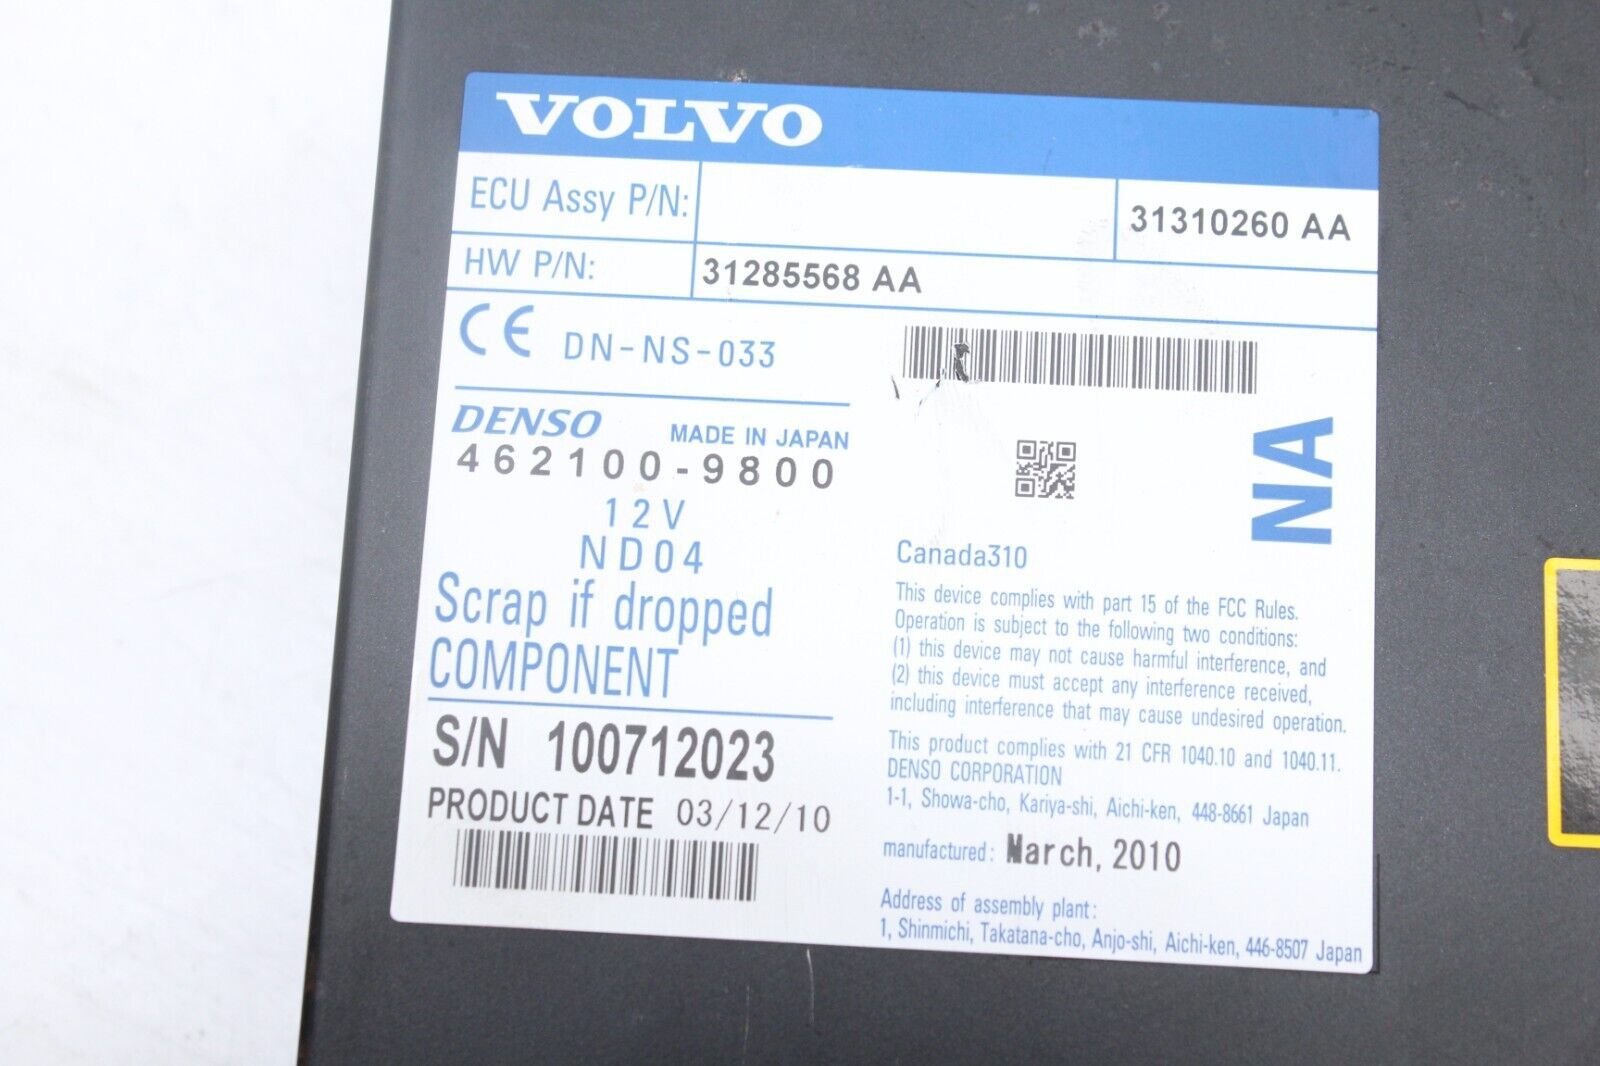 VOLVO
ECU Assy P/N: 31310260 AA
HW P/N: 31285568 AA
CE DN-NS-033
DENSO MADE IN JAPAN
462100-9800
12V
ND04
Scrap if dropped
COMPONENT
S/N 100712023
PRODUCT DATE 03/12/10
NA
Canada310
This device complies with part 15 of the FCC Rules.
Operation is subject to the following two conditions:
(1) this device may not cause harmful interference, and
(2) this device must accept any interference received,
including interference that may cause undesired operation.
This product complies with 21 CFR 1040.10 and 1040.11.
DENSO CORPORATION
1-1, Showa-cho, Kariya-shi, Aichi-ken, 448-8661 Japan
manufactured: March, 2010
Address of assembly plant:
1, Shinmichi, Takatana-cho, Anjo-shi, Aichi-ken, 446-8507 Japan